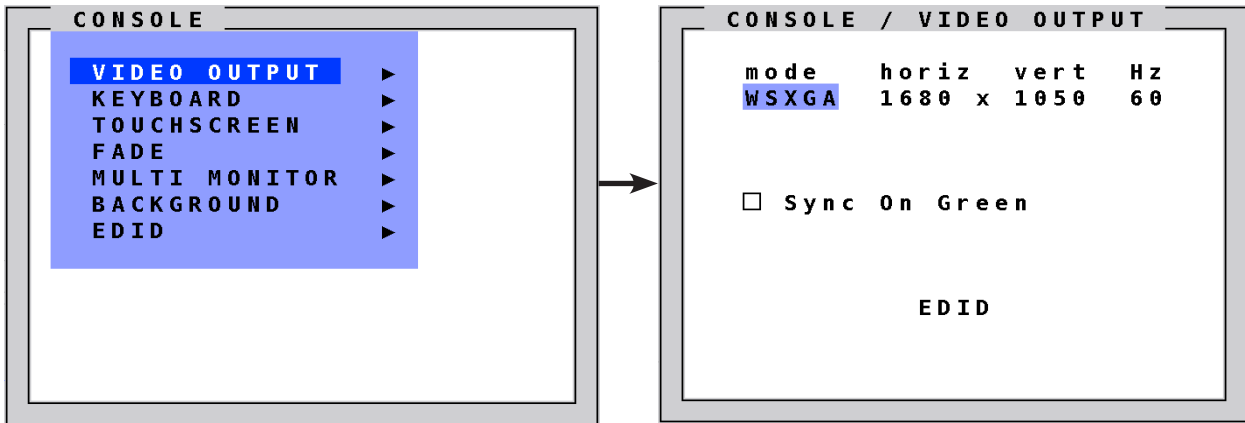 CONSOLE
VIDEO OUTPUT ►
KEYBOARD ►
TOUCHSCREEN ►
FADE ►
MULTI MONITOR ►
BACKGROUND ►
EDID ►
CONSOLE / VIDEO OUTPUT
mode horiz vert Hz
WSXGA 1680 x 1050 60
☐ Sync On Green
EDID